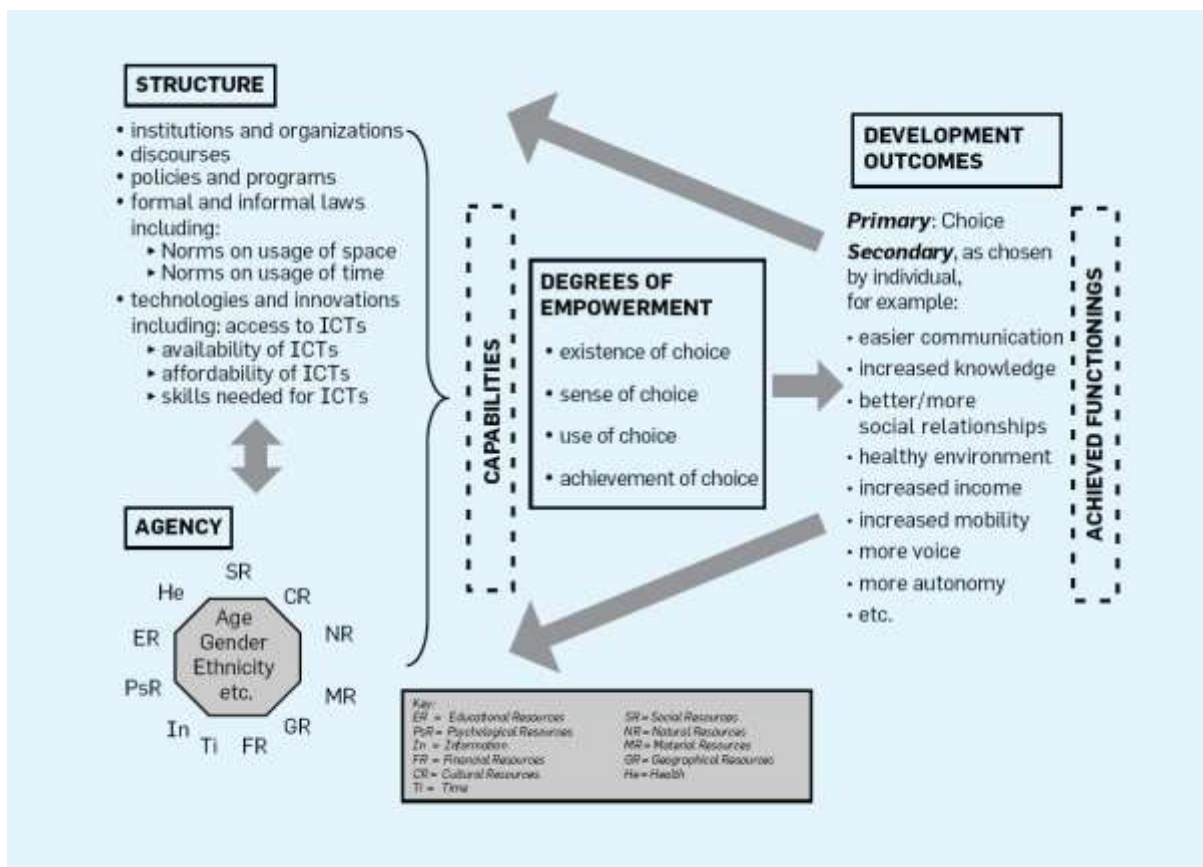 STRUCTURE
• institutions and organizations
• discourses
• policies and programs
• formal and informal laws
including:
▸ Norms on usage of space
▸ Norms on usage of time
• technologies and innovations
including: access to ICTs
▸ availability of ICTs
▸ affordability of ICTs
▸ skills needed for ICTs
AGENCY
SR
He
CR
ER
NR
PsR
MR
In
GR
Ti
FR
Age
Gender
Ethnicity
etc.
CAPABILITIES
DEGREES OF
EMPOWERMENT
• existence of choice
• sense of choice
• use of choice
• achievement of choice
DEVELOPMENT
OUTCOMES
Primary: Choice
Secondary, as chosen
by individual,
for example:
• easier communication
• increased knowledge
• better/more
social relationships
• healthy environment
• increased income
• increased mobility
• more voice
• more autonomy
• etc.
ACHIEVED FUNCTIONINGS
Key:
ER = Educational Resources
PsR = Psychological Resources
In = Information
FR = Financial Resources
CR = Cultural Resources
Ti = Time
SR = Social Resources
NR = Natural Resources
MR = Material Resources
GR = Geographical Resources
He = Health